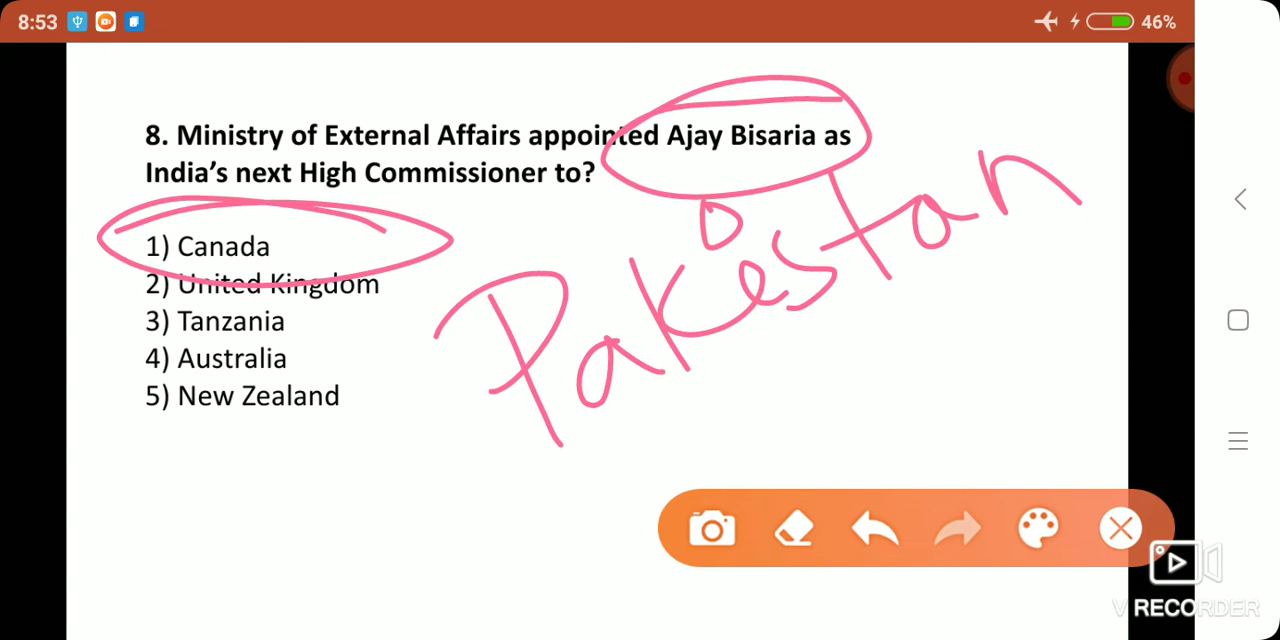 8:53
46%
8. Ministry of External Affairs appointed Ajay Bisaria as
India's next High Commissioner to?
1) Canada
2) United Kingdom
3) Tanzania
4) Australia
5) New Zealand
Pakestan
V RECORDER